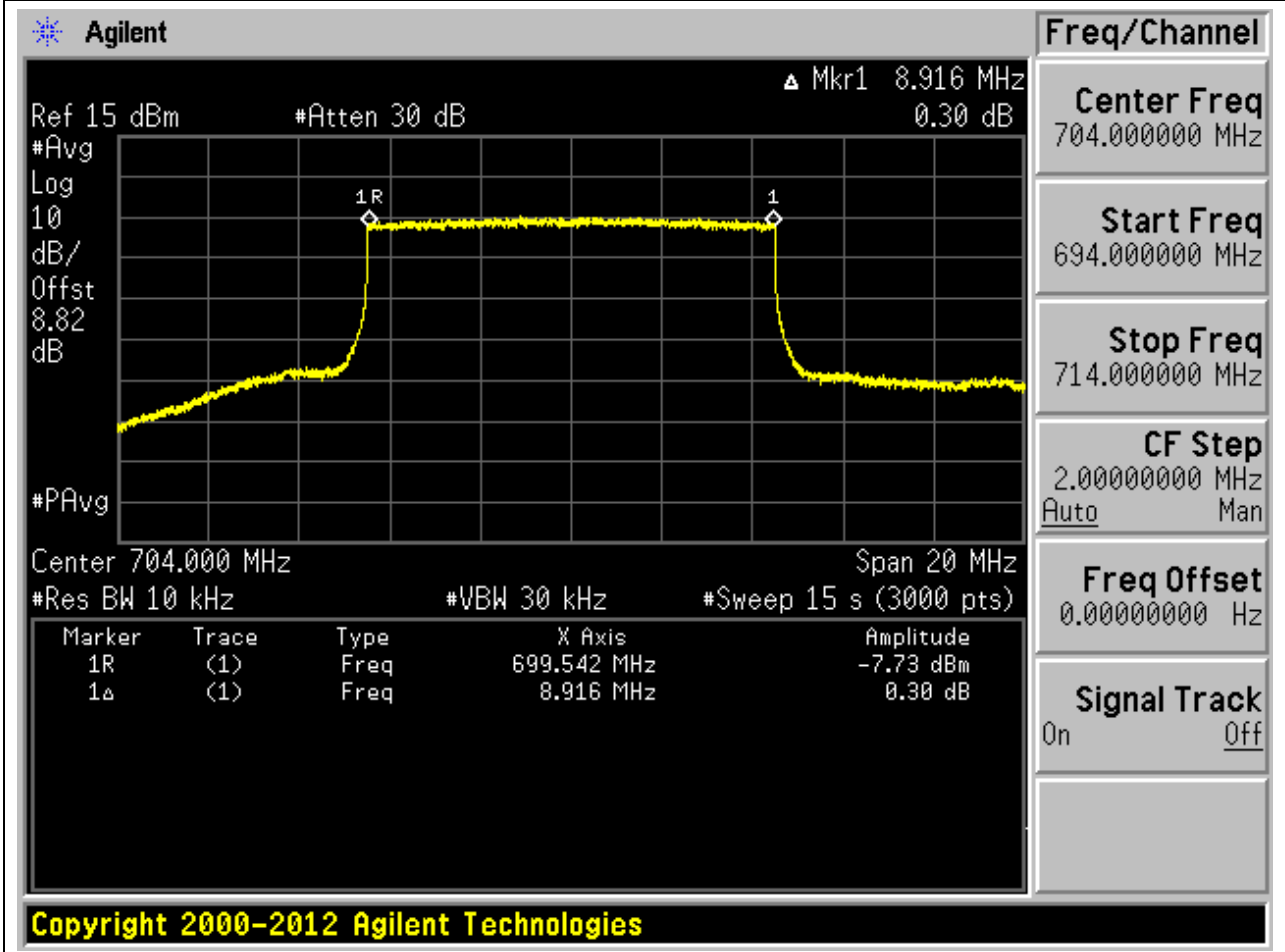 Agilent
Freq/Channel
Δ Mkr1 8.916 MHz
Ref 15 dBm #Atten 30 dB 0.30 dB
#Avg
Log
10
dB/
Offst
8.82
dB
1R
1
#PAvg
Center 704.000 MHz Span 20 MHz
#Res BW 10 kHz #VBW 30 kHz #Sweep 15 s (3000 pts)
Marker Trace Type X Axis Amplitude
1R (1) Freq 699.542 MHz -7.73 dBm
1Δ (1) Freq 8.916 MHz 0.30 dB
Center Freq
704.000000 MHz
Start Freq
694.000000 MHz
Stop Freq
714.000000 MHz
CF Step
2.00000000 MHz
Auto Man
Freq Offset
0.00000000 Hz
Signal Track
On Off
Copyright 2000-2012 Agilent Technologies